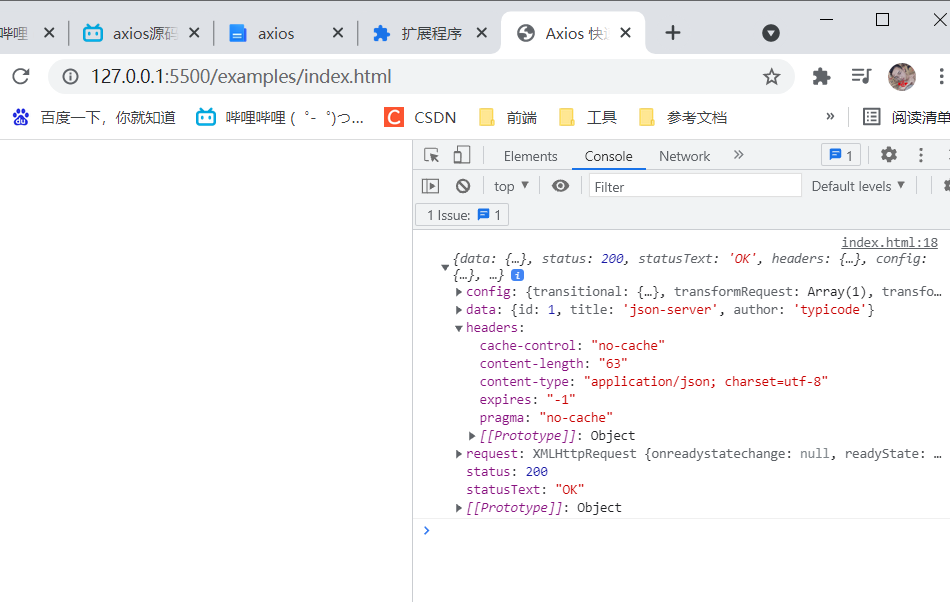 哔哩 axios源码 axios 扩展程序 Axios 快
127.0.0.1:5500/examples/index.html
百度一下，你就知道 哔哩哔哩 (゜-゜)つ... CSDN 前端 工具 参考文档 » 阅读清单
Elements Console Network » 1
top Filter Default levels
1 Issue: 1
index.html:18
{data: {…}, status: 200, statusText: 'OK', headers: {…}, config:
{…}, …}
config: {transitional: {…}, transformRequest: Array(1), transfo…
data: {id: 1, title: 'json-server', author: 'typicode'}
headers:
cache-control: "no-cache"
content-length: "63"
content-type: "application/json; charset=utf-8"
expires: "-1"
pragma: "no-cache"
[[Prototype]]: Object
request: XMLHttpRequest {onreadystatechange: null, readyState: …
status: 200
statusText: "OK"
[[Prototype]]: Object